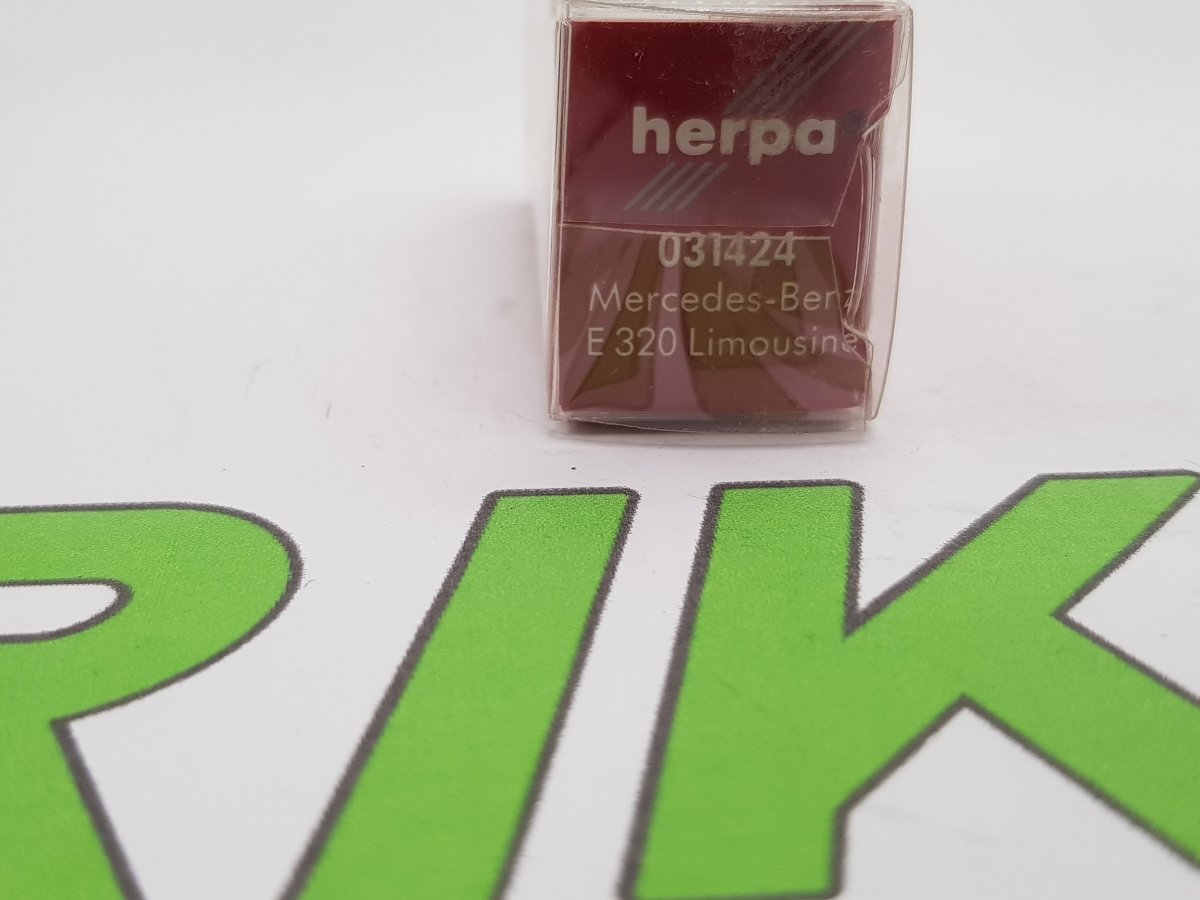 herpa®
031424
Mercedes-Benz
E 320 Limousine
RIK